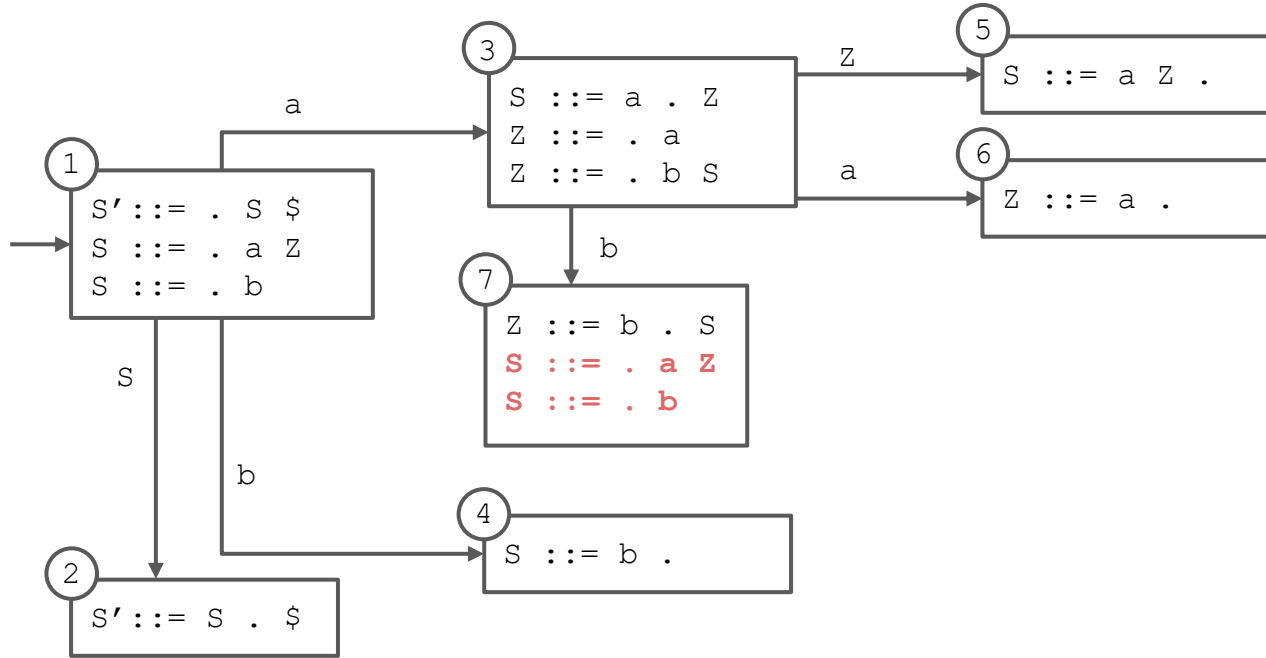 5
3
Z
S ::= a Z .
S ::= a . Z
Z ::= . a
Z ::= . b S
a
6
a
Z ::= a .
1
S'::= . S $
S ::= . a Z
S ::= . b
b
7
Z ::= b . S
S ::= . a Z
S ::= . b
S
b
4
S ::= b .
2
S'::= S . $